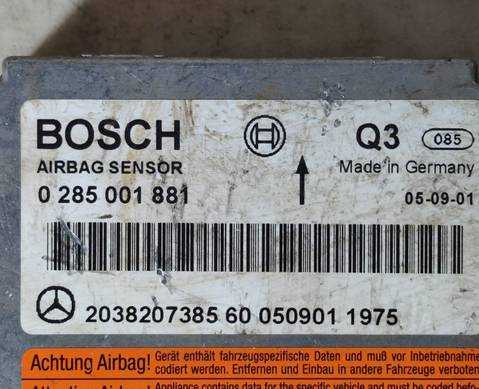 BOSCH Q3 085
AIRBAG SENSOR Made in Germany
0 285 001 881 05-09-01
2038207385 60 050901 1975
Achtung Airbag! Gerät enthält fahrzeugspezifische Daten und muß vor Inbetriebnahme
codiert werden. Entfernen und Einbau in andere Fahrzeuge verboten
Appliance contains data for the specific vehicle and must be coded